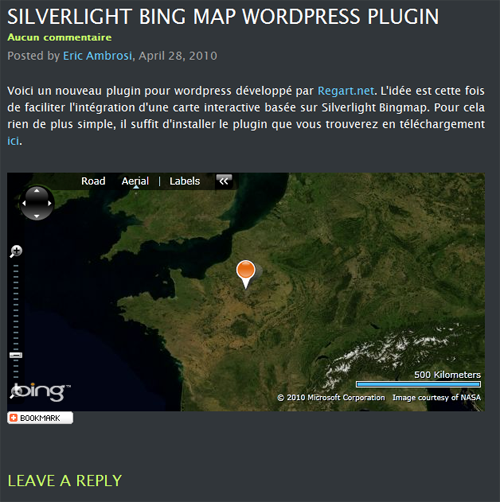 SILVERLIGHT BING MAP WORDPRESS PLUGIN
Aucun commentaire
Posted by Eric Ambrosi, April 28, 2010
Voici un nouveau plugin pour wordpress développé par Regart.net. L'idée est cette fois
de faciliter l'intégration d'une carte interactive basée sur Silverlight Bingmap. Pour cela
rien de plus simple, il suffit d'installer le plugin que vous trouverez en téléchargement
ici.
Road Aerial | Labels «
500 Kilometers
bing™
© 2010 Microsoft Corporation Image courtesy of NASA
BOOKMARK
LEAVE A REPLY